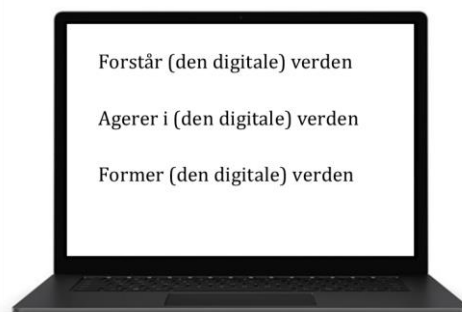 Forstår (den digitale) verden
Agerer i (den digitale) verden
Former (den digitale) verden